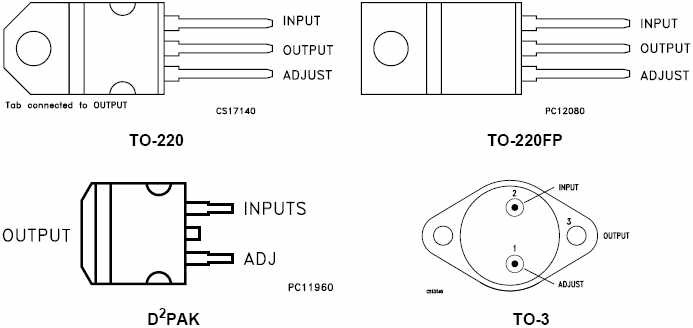 INPUT
OUTPUT
ADJUST
Tab connected to OUTPUT
CS17140
TO-220
INPUT
OUTPUT
ADJUST
PC12080
TO-220FP
OUTPUT
INPUTS
ADJ
PC11960
D²PAK
2
INPUT
3
OUTPUT
1
ADJUST
TO-3